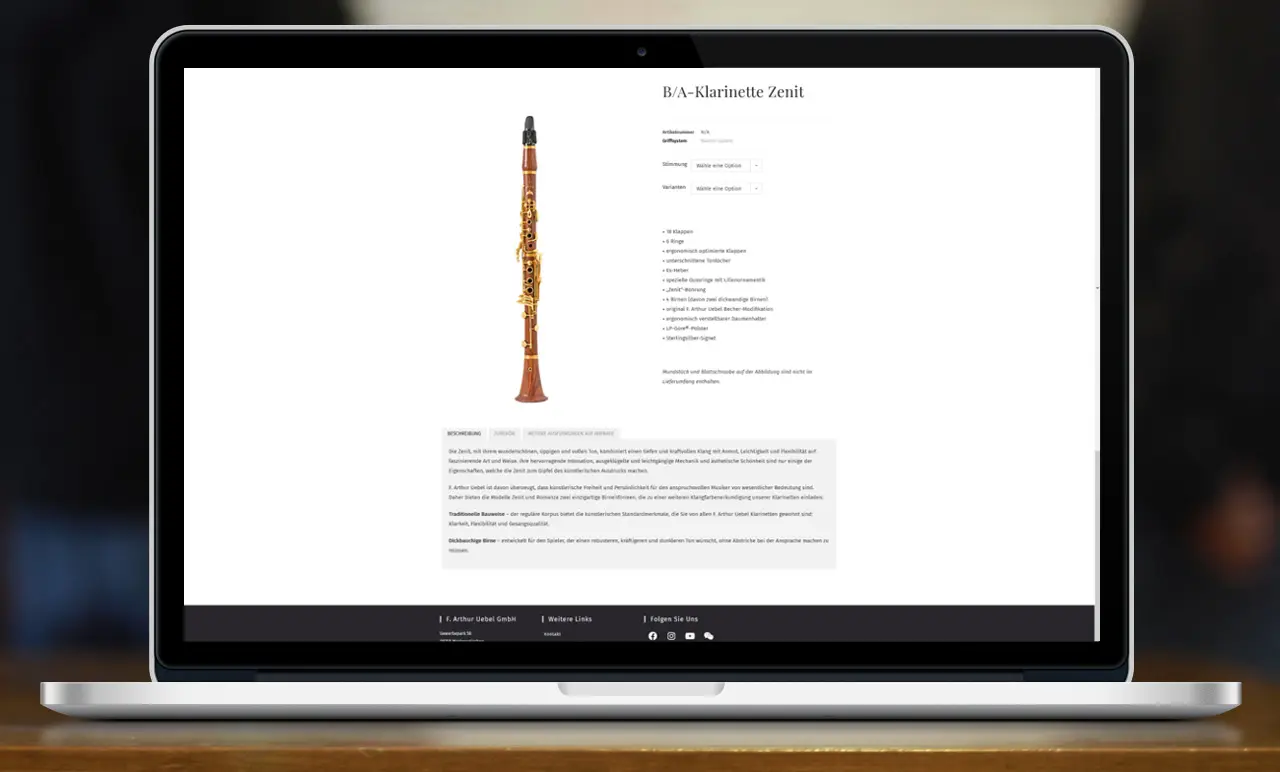 B/A-Klarinette Zenit
Artikelnummer N/A
Griffsystem
Stimmung Wähle eine Option
Varianten Wähle eine Option
• 18 Klappen
• 6 Ringe
• ergonomisch optimierte Klappen
• unterschnittene Tonlöcher
• Es-Heber
• spezielle Gussringe mit Lilienornamentik
• „Zenit“-Bohrung
• 4 Birnen (davon zwei dichwandige Birnen)
• original F. Arthur Uebel Becher-Modifikation
• ergonomisch verstellbarer Daumenhalter
• LP-Gore®-Polster
• Sterlingsilber-Signet
Mundstück und Blattschraube auf der Abbildung sind nicht im
Lieferumfang enthalten.
BESCHREIBUNG ZUBEHÖR WEITERE AUSFÜHRUNGEN AUF ANFRAGE
Die Zenit, mit ihrem wunderschönen, üppigen und vollen Ton, kombiniert einen tiefen und kraftvollen Klang mit Anmut, Leichtigkeit und Flexibilität auf
faszinierende Art und Weise. Ihre hervorragende Intonation, ausgeklügelte und leichtgängige Mechanik und ästhetische Schönheit sind nur einige der
Eigenschaften, welche die Zenit zum Gipfel des künstlerischen Ausdrucks machen.
F. Arthur Uebel ist davon überzeugt, dass künstlerische Freiheit und Persönlichkeit für den anspruchsvollen Musiker von wesentlicher Bedeutung sind.
Daher bieten die Modelle Zenit und Romanza zwei einzigartige Birnenformen, die zu einer weiteren Klangfarbenerkundung unserer Klarinetten einladen.
Traditionelle Bauweise – der reguläre Korpus bietet die künstlerischen Standardmerkmale, die Sie von allen F. Arthur Uebel Klarinetten gewohnt sind:
Klarheit, Flexibilität und Gesangsqualität.
Dickbauchige Birne – entwickelt für den Spieler, der einen robusteren, kräftigeren und dunkleren Ton wünscht, ohne Abstriche bei der Ansprache machen zu
müssen.
F. Arthur Uebel GmbH Weitere Links Folgen Sie Uns
Gewerbepark 58 Kontakt